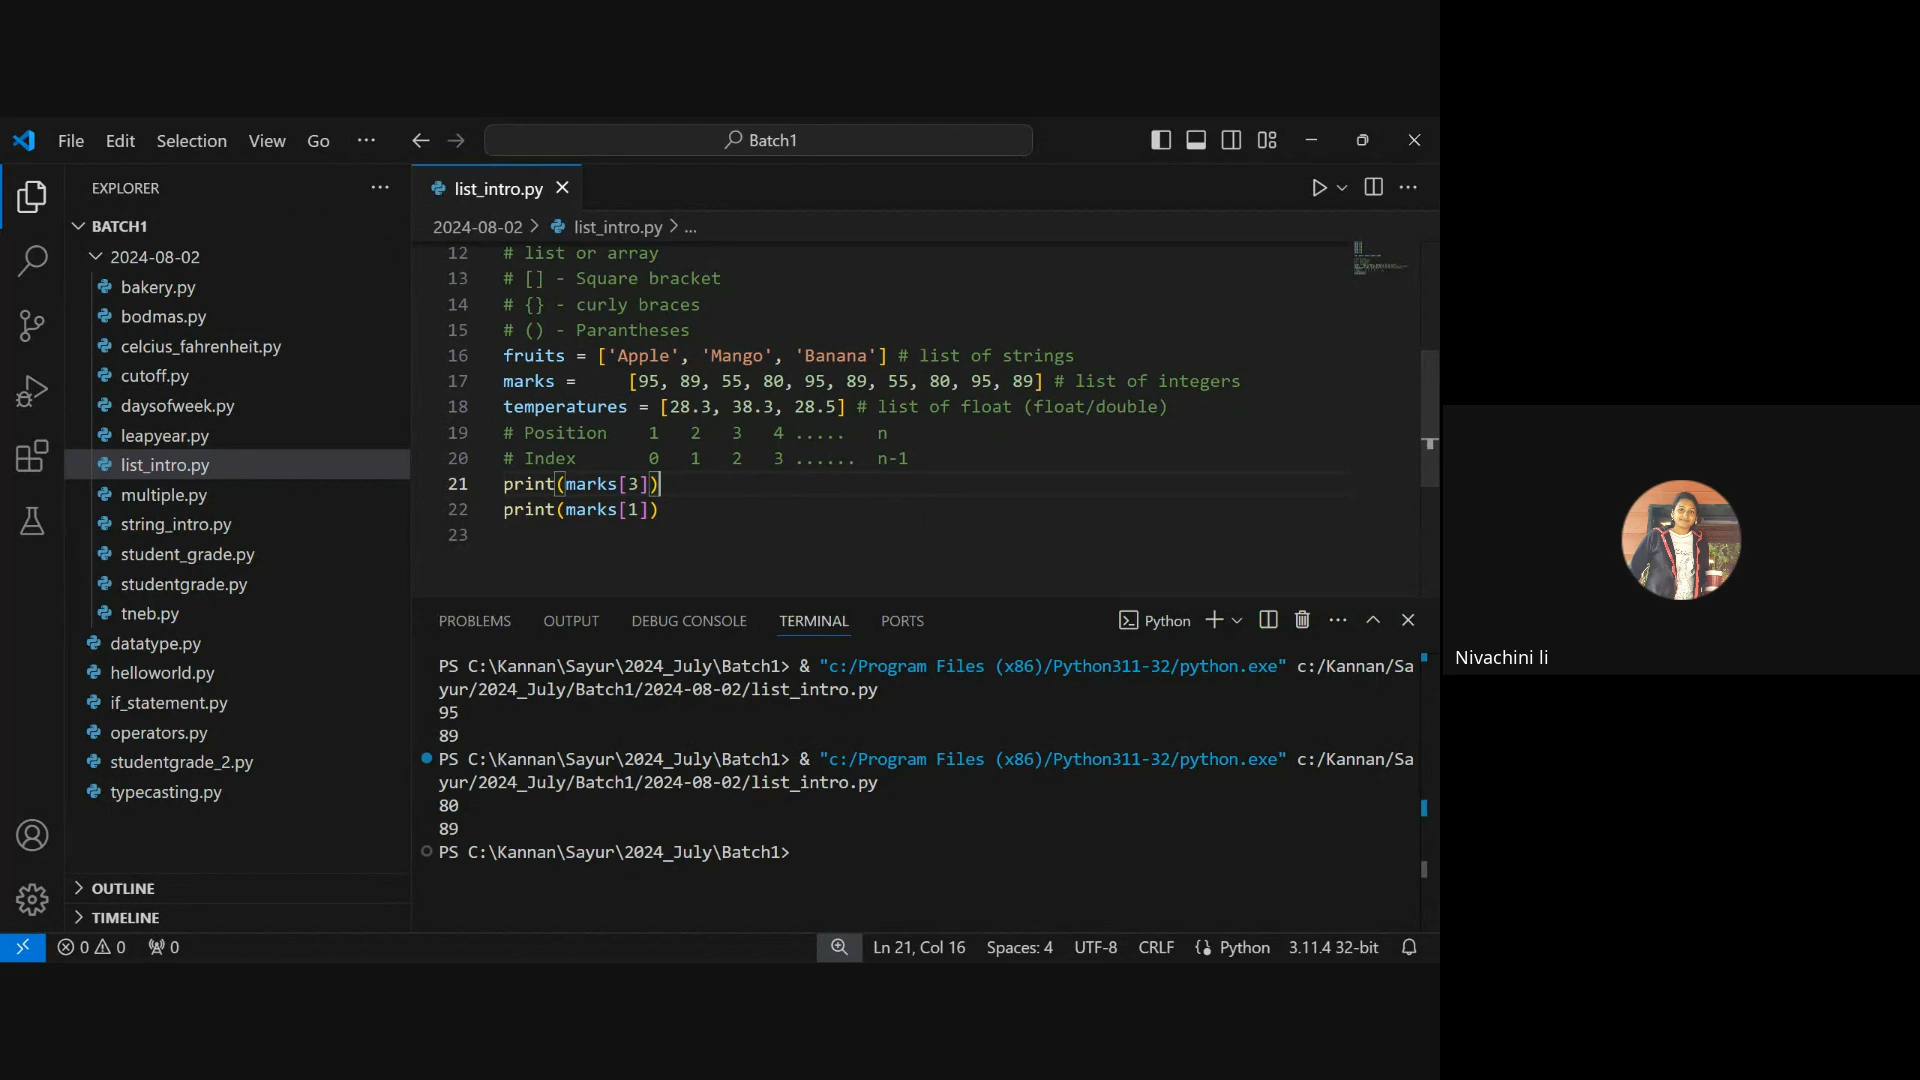 File Edit Selection View Go ... Batch1
EXPLORER ...
BATCH1
2024-08-02
bakery.py
bodmas.py
celcius_fahrenheit.py
cutoff.py
daysofweek.py
leapyear.py
list_intro.py
multiple.py
string_intro.py
student_grade.py
studentgrade.py
tneb.py
datatype.py
helloworld.py
if_statement.py
operators.py
studentgrade_2.py
typecasting.py
OUTLINE
TIMELINE
list_intro.py
2024-08-02 > list_intro.py > ...
12 # list or array
13 # [] - Square bracket
14 # {} - curly braces
15 # () - Parantheses
16 fruits = ['Apple', 'Mango', 'Banana'] # list of strings
17 marks =     [95, 89, 55, 80, 95, 89, 55, 80, 95, 89] # list of integers
18 temperatures = [28.3, 38.3, 28.5] # list of float (float/double)
19 # Position    1   2   3   4 .....   n
20 # Index       0   1   2   3 ......  n-1
21 print(marks[3])
22 print(marks[1])
23
PROBLEMS OUTPUT DEBUG CONSOLE TERMINAL PORTS Python
PS C:\Kannan\Sayur\2024_July\Batch1> & "c:/Program Files (x86)/Python311-32/python.exe" c:/Kannan/Sa
yur/2024_July/Batch1/2024-08-02/list_intro.py
95
89
PS C:\Kannan\Sayur\2024_July\Batch1> & "c:/Program Files (x86)/Python311-32/python.exe" c:/Kannan/Sa
yur/2024_July/Batch1/2024-08-02/list_intro.py
80
89
PS C:\Kannan\Sayur\2024_July\Batch1>
0 0 0 Ln 21, Col 16 Spaces: 4 UTF-8 CRLF Python 3.11.4 32-bit
Nivachini li